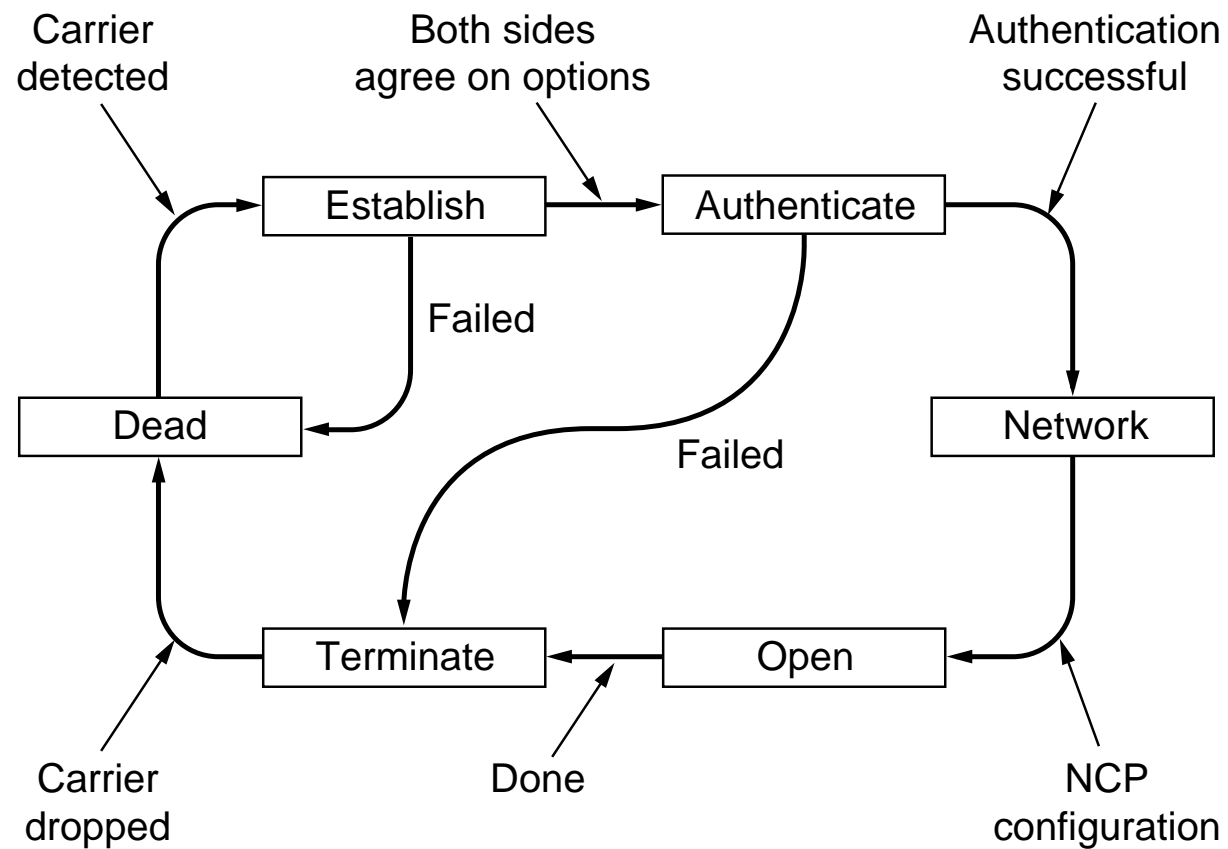 Carrier
detected
Both sides
agree on options
Authentication
successful
Establish
Authenticate
Failed
Dead
Network
Failed
Terminate
Open
Carrier
dropped
Done
NCP
configuration